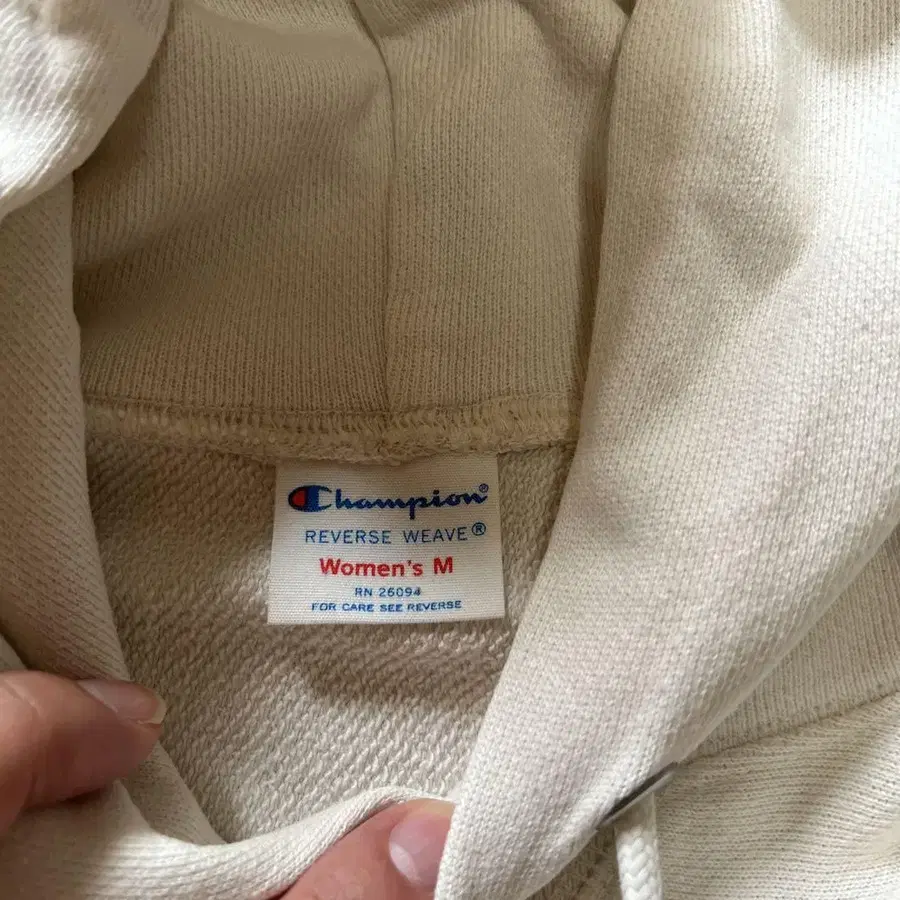 Champion®
REVERSE WEAVE®
Women's M
RN 26094
FOR CARE SEE REVERSE